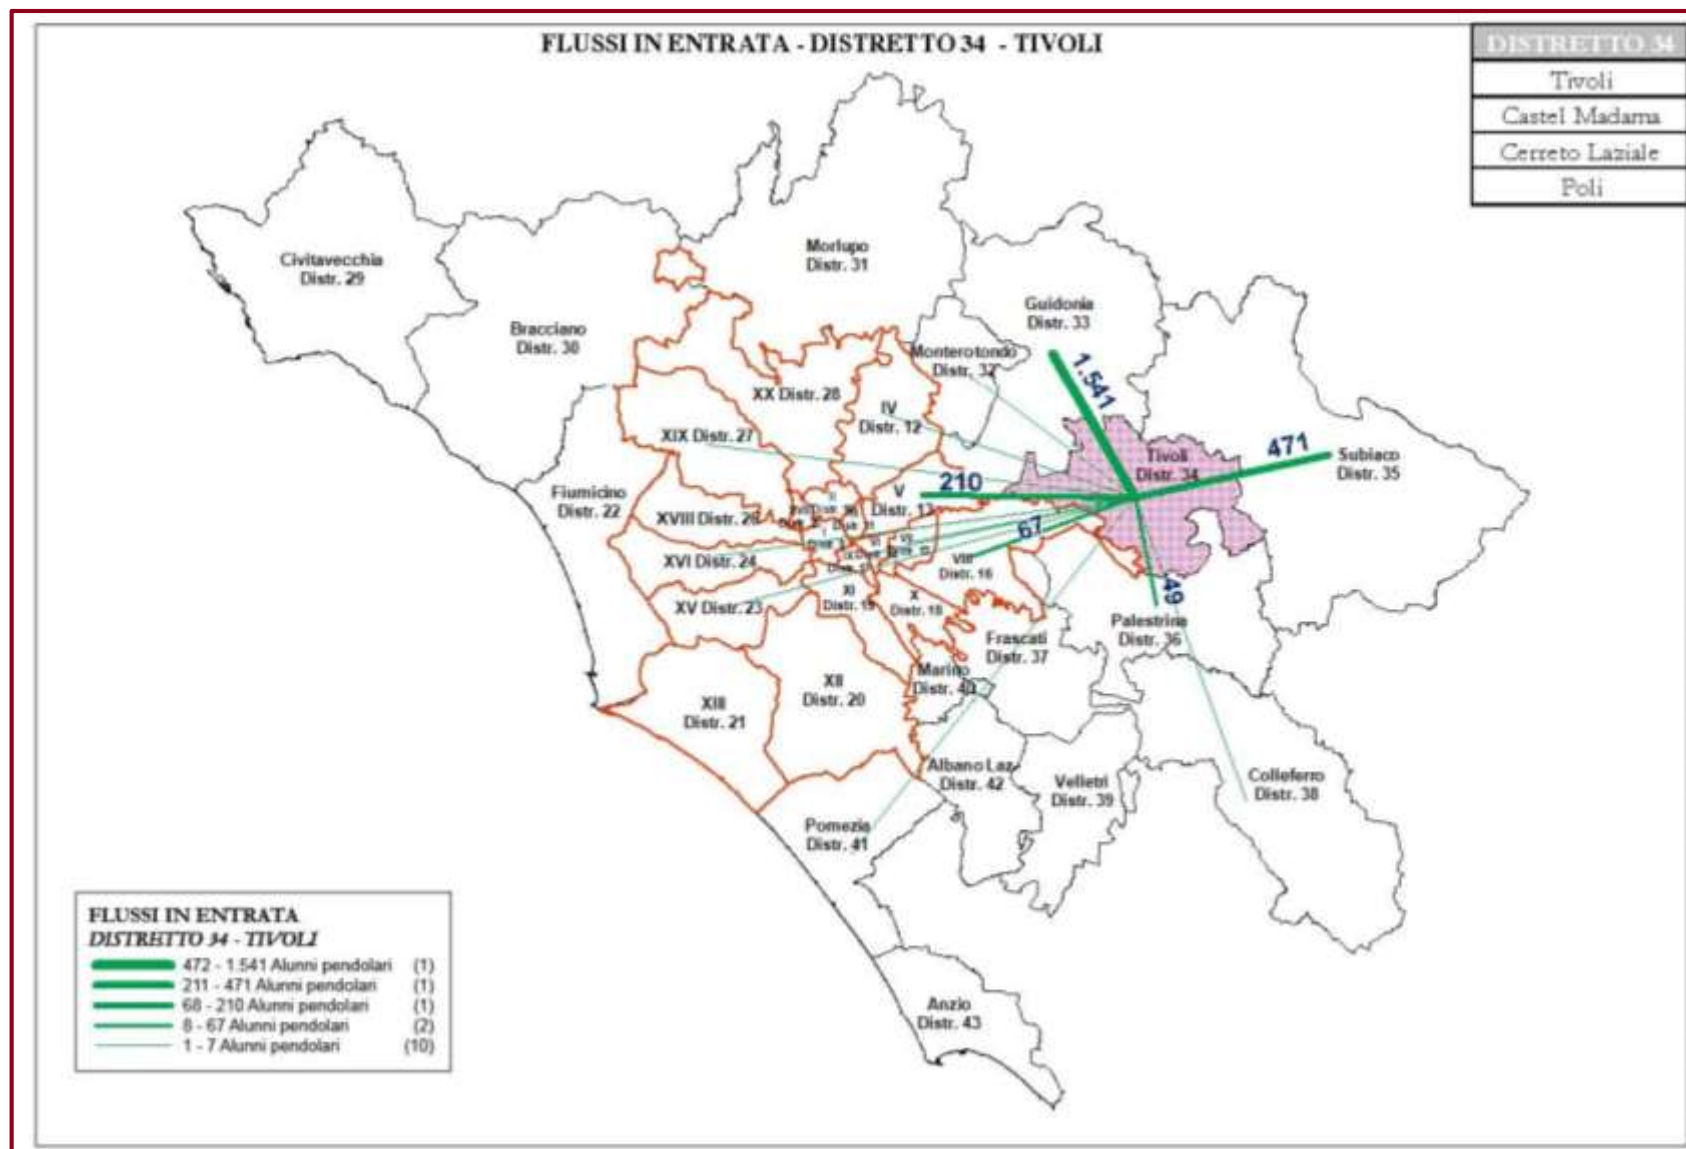 FLUSSI IN ENTRATA - DISTRETTO 34 - TIVOLI
DISTRETTO 34
Tivoli
Castel Madama
Cerreto Laziale
Poli
Civitavecchia
Distr. 29
Bracciano
Distr. 30
Morlupo
Distr. 31
Guidonia
Distr. 33
Monterotondo
Distr. 32
1.541
XX Distr. 28
IV
Distr. 12
XIX Distr. 27
Tivoli
Distr. 34
471
Subiaco
Distr. 35
Fiumicino
Distr. 22
210
V
Distr. 13
XVIII Distr. 26
67
XVI Distr. 24
VIII
Distr. 16
XV Distr. 23
XI
Distr. 19
X
Distr. 18
49
Palestrina
Distr. 36
Frascati
Distr. 37
Marino
Distr. 40
XII
Distr. 20
XIII
Distr. 21
Albano Laz
Distr. 42
Velletri
Distr. 39
Colleferro
Distr. 38
Pomezia
Distr. 41
Anzio
Distr. 43
FLUSSI IN ENTRATA
DISTRETTO 34 - TIVOLI
472 - 1.541 Alunni pendolari (1)
211 - 471 Alunni pendolari (1)
68 - 210 Alunni pendolari (1)
8 - 67 Alunni pendolari (2)
1 - 7 Alunni pendolari (10)